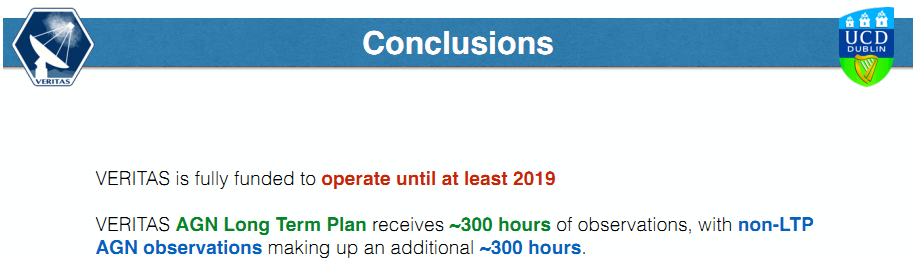 Conclusions
VERITAS
UCD
DUBLIN
VERITAS is fully funded to operate until at least 2019
VERITAS AGN Long Term Plan receives ~300 hours of observations, with non-LTP
AGN observations making up an additional ~300 hours.